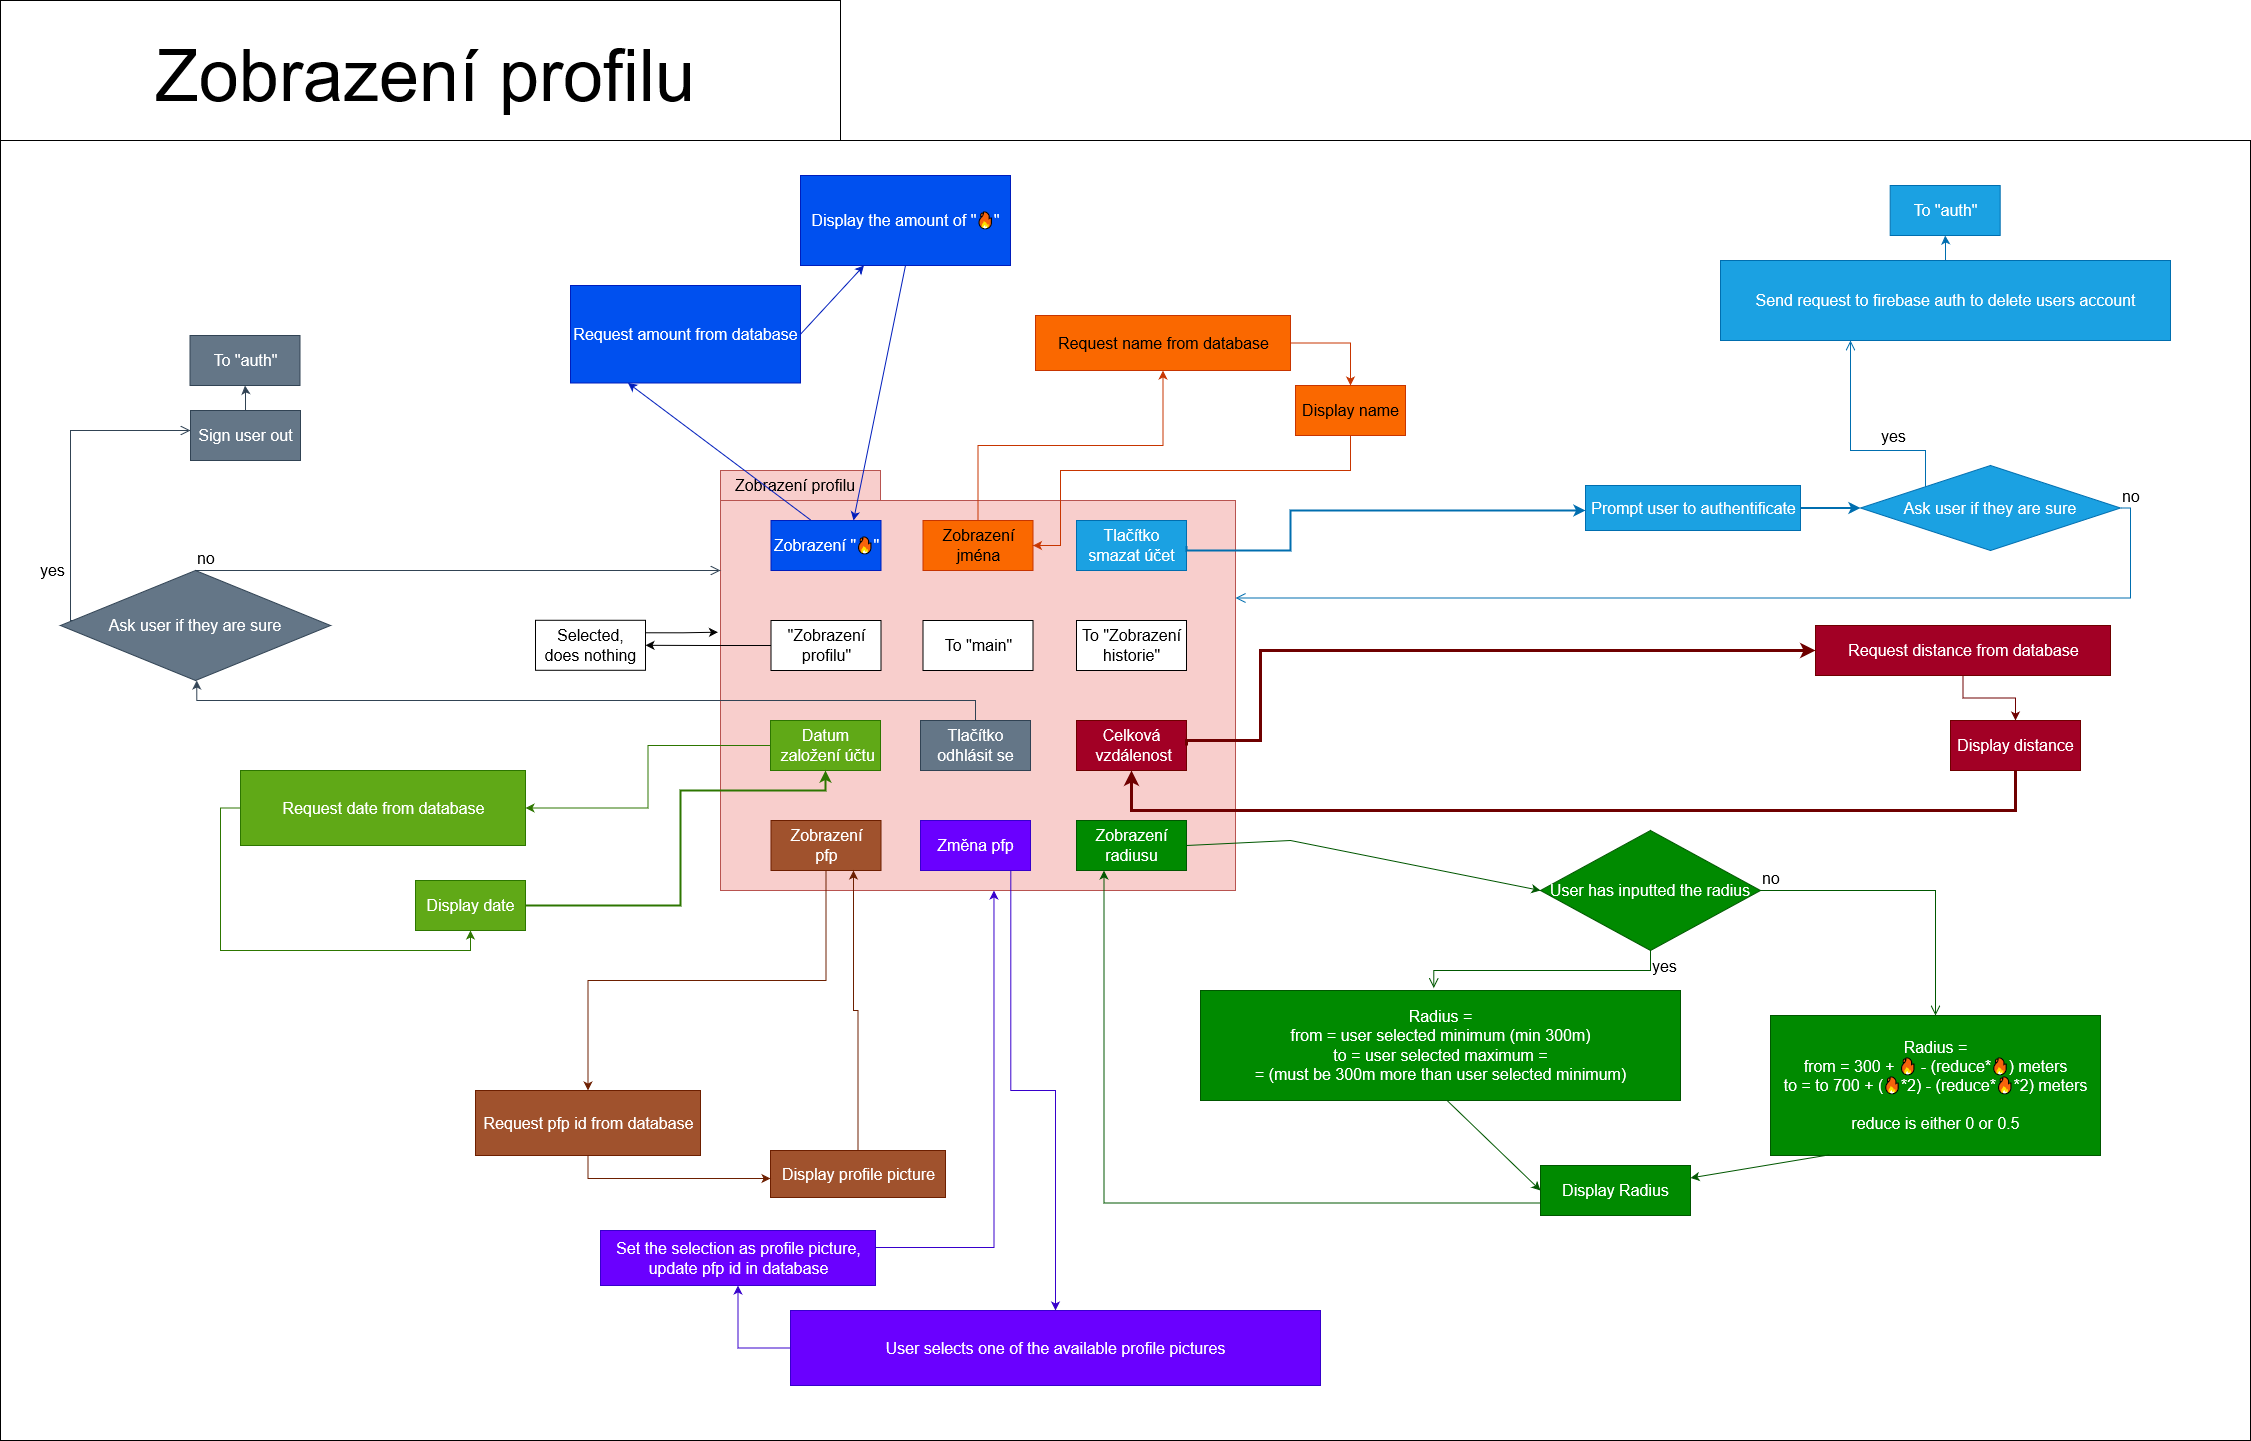 Zobrazení profilu
Display the amount of "🔥"
To "auth"
Request amount from database
Send request to firebase auth to delete users account
Request name from database
To "auth"
Display name
Sign user out
yes
Zobrazení profilu
Prompt user to authentificate
Ask user if they are sure
no
Zobrazení "🔥"
Zobrazení
jména
Tlačítko
smazat účet
no
yes
Ask user if they are sure
Selected,
does nothing
"Zobrazení
profilu"
To "main"
To "Zobrazení
historie"
Request distance from database
Datum
založení účtu
Tlačítko
odhlásit se
Celková
vzdálenost
Display distance
Request date from database
Zobrazení
pfp
Změna pfp
Zobrazení
radiusu
User has inputted the radius
no
Display date
yes
Radius =
from = user selected minimum (min 300m)
to = user selected maximum =
= (must be 300m more than user selected minimum)
Radius =
from = 300 + 🔥 - (reduce*🔥) meters
to = to 700 + (🔥*2) - (reduce*🔥*2) meters
reduce is either 0 or 0.5
Request pfp id from database
Display profile picture
Display Radius
Set the selection as profile picture,
update pfp id in database
User selects one of the available profile pictures